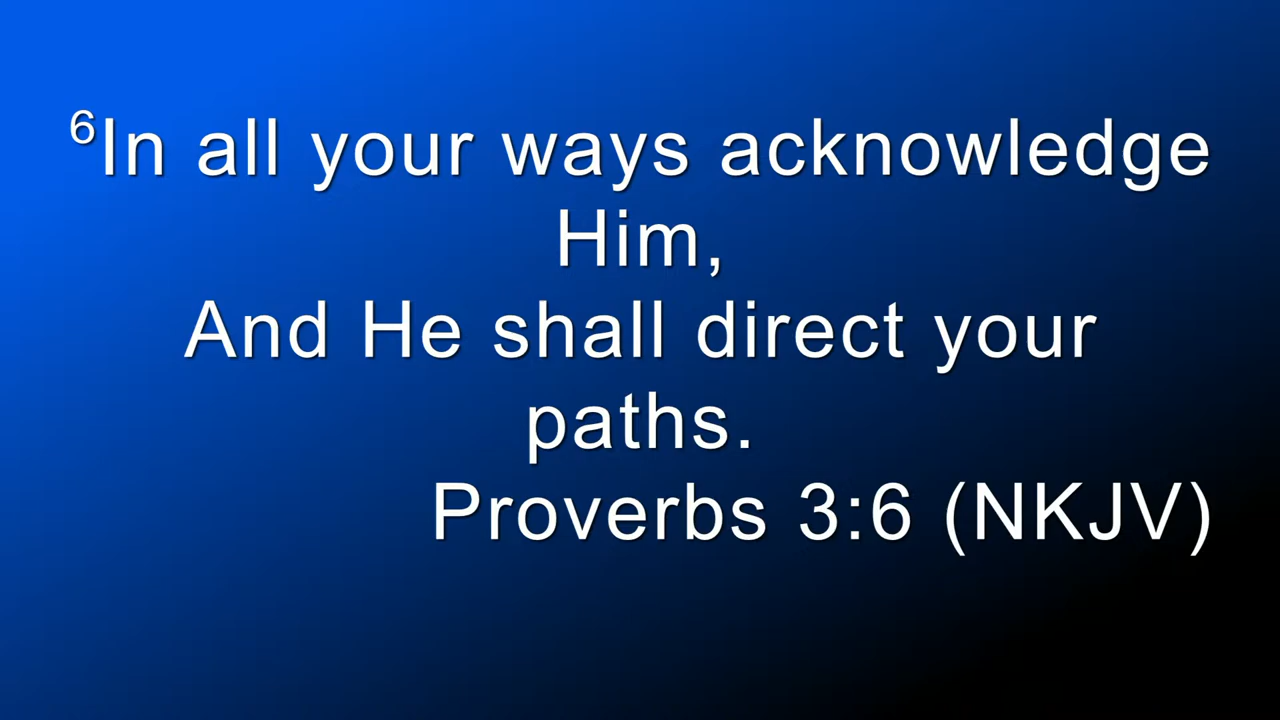 ⁶In all your ways acknowledge
Him,
And He shall direct your
paths.
Proverbs 3:6 (NKJV)